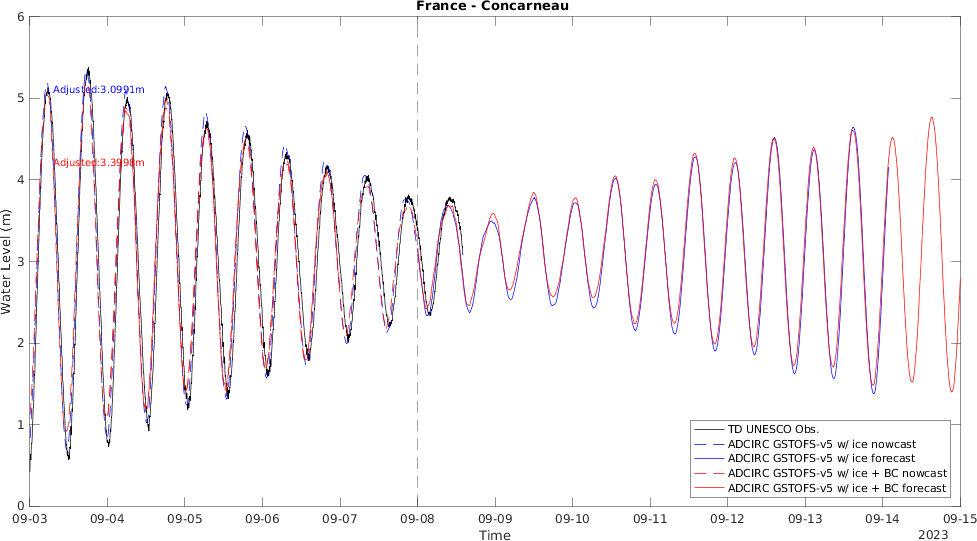 France - Concarneau
Water Level (m)
6
5
4
3
2
1
0
Adjusted:3.0991m
Adjusted:3.3998m
TD UNESCO Obs.
ADCIRC GSTOFS-v5 w/ ice nowcast
ADCIRC GSTOFS-v5 w/ ice forecast
ADCIRC GSTOFS-v5 w/ ice + BC nowcast
ADCIRC GSTOFS-v5 w/ ice + BC forecast
09-03 09-04 09-05 09-06 09-07 09-08 09-09 09-10 09-11 09-12 09-13 09-14 09-15
Time
2023